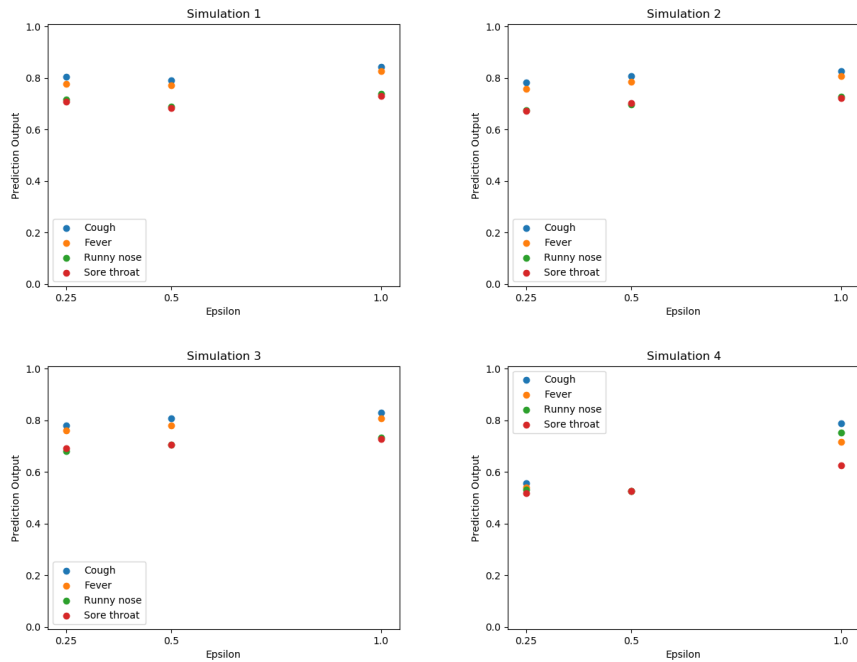 Simulation 1
1.0
0.8
0.6
0.4
0.2
0.0
Prediction Output
Cough
Fever
Runny nose
Sore throat
0.25 0.5 1.0
Epsilon
Simulation 2
1.0
0.8
0.6
0.4
0.2
0.0
Prediction Output
Cough
Fever
Runny nose
Sore throat
0.25 0.5 1.0
Epsilon
Simulation 3
1.0
0.8
0.6
0.4
0.2
0.0
Prediction Output
Cough
Fever
Runny nose
Sore throat
0.25 0.5 1.0
Epsilon
Simulation 4
1.0
0.8
0.6
0.4
0.2
0.0
Prediction Output
Cough
Fever
Runny nose
Sore throat
0.25 0.5 1.0
Epsilon